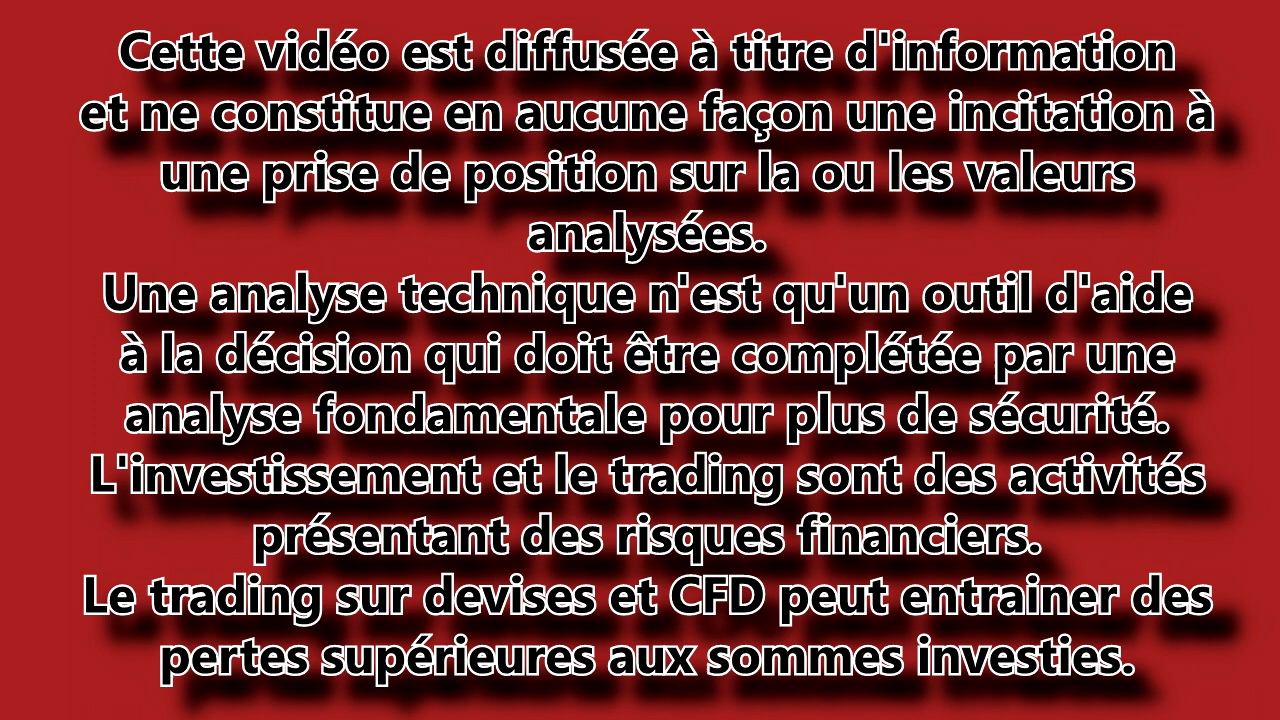 Cette vidéo est diffusée à titre d'information
et ne constitue en aucune façon une incitation à
une prise de position sur la ou les valeurs
analysées.
Une analyse technique n'est qu'un outil d'aide
à la décision qui doit être complétée par une
analyse fondamentale pour plus de sécurité.
L'investissement et le trading sont des activités
présentant des risques financiers.
Le trading sur devises et CFD peut entrainer des
pertes supérieures aux sommes investies.